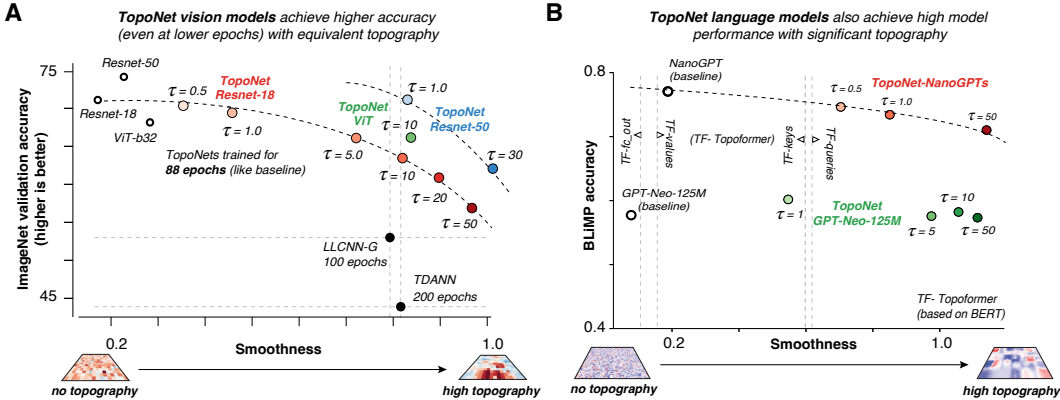 A
TopoNet vision models achieve higher accuracy
(even at lower epochs) with equivalent topography
ImageNet validation accuracy
(higher is better)
75
45
Resnet-50
Resnet-18
ViT-b32
τ = 0.5
TopoNet
Resnet-18
τ = 1.0
TopoNets trained for
88 epochs (like baseline)
TopoNet
ViT
τ = 1.0
TopoNet
Resnet-50
τ = 10
τ = 5.0
τ = 10
τ = 30
τ = 20
τ = 50
LLCNN-G
100 epochs
TDANN
200 epochs
0.2
Smoothness
1.0
no topography
high topography
B
TopoNet language models also achieve high model
performance with significant topography
BLiMP accuracy
0.8
0.4
NanoGPT
(baseline)
TopoNet-NanoGPTs
τ = 0.5
τ = 1.0
τ = 50
TF-fc_out
TF-values
(TF- Topoformer)
TF-keys
TF-queries
GPT-Neo-125M
(baseline)
τ = 1
TopoNet
GPT-Neo-125M
τ = 10
τ = 5
τ = 50
TF- Topoformer
(based on BERT)
0.2
Smoothness
1.0
no topography
high topography